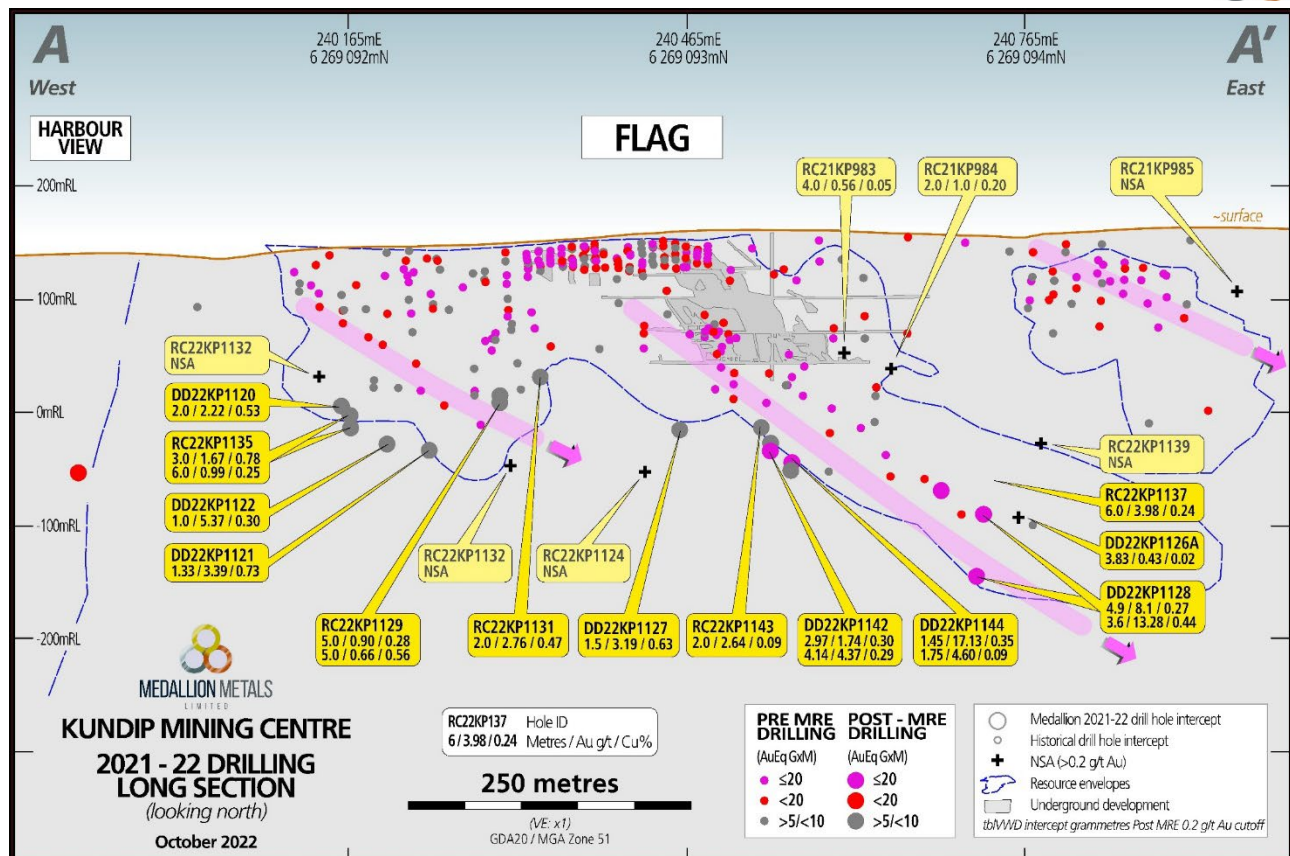 A
West
240 165mE
6 269 092mN
240 465mE
6 269 093mN
240 765mE
6 269 094mN
A'
East
HARBOUR
VIEW
FLAG
200mRL
RC21KP983
4.0 / 0.56 / 0.05
RC21KP984
2.0 / 1.0 / 0.20
RC21KP985
NSA
~surface
100mRL
RC22KP1132
NSA
DD22KP1120
2.0 / 2.22 / 0.53
0mRL
RC22KP1135
3.0 / 1.67 / 0.78
6.0 / 0.99 / 0.25
DD22KP1122
1.0 / 5.37 / 0.30
-100mRL
DD22KP1121
1.33 / 3.39 / 0.73
RC22KP1132
NSA
RC22KP1124
NSA
RC22KP1139
NSA
RC22KP1137
6.0 / 3.98 / 0.24
DD22KP1126A
3.83 / 0.43 / 0.02
DD22KP1128
4.9 / 8.1 / 0.27
3.6 / 13.28 / 0.44
-200mRL
RC22KP1129
5.0 / 0.90 / 0.28
5.0 / 0.66 / 0.56
RC22KP1131
2.0 / 2.76 / 0.47
DD22KP1127
1.5 / 3.19 / 0.63
RC22KP1143
2.0 / 2.64 / 0.09
DD22KP1142
2.97 / 1.74 / 0.30
4.14 / 4.37 / 0.29
DD22KP1144
1.45 / 17.13 / 0.35
1.75 / 4.60 / 0.09
MEDALLION METALS
LIMITED
KUNDIP MINING CENTRE
2021 - 22 DRILLING
LONG SECTION
(looking north)
October 2022
RC22KP137 Hole ID
6 / 3.98 / 0.24 Metres / Au g/t / Cu%
250 metres
(VE: x1)
GDA20 / MGA Zone 51
PRE MRE
DRILLING
(AuEq GxM)
≤20
<20
>5/<10
POST - MRE
DRILLING
(AuEq GxM)
≤20
<20
>5/<10
Medallion 2021-22 drill hole intercept
Historical drill hole intercept
NSA (>0.2 g/t Au)
Resource envelopes
Underground development
tblVWD intercept grammetres Post MRE 0.2 g/t Au cutoff